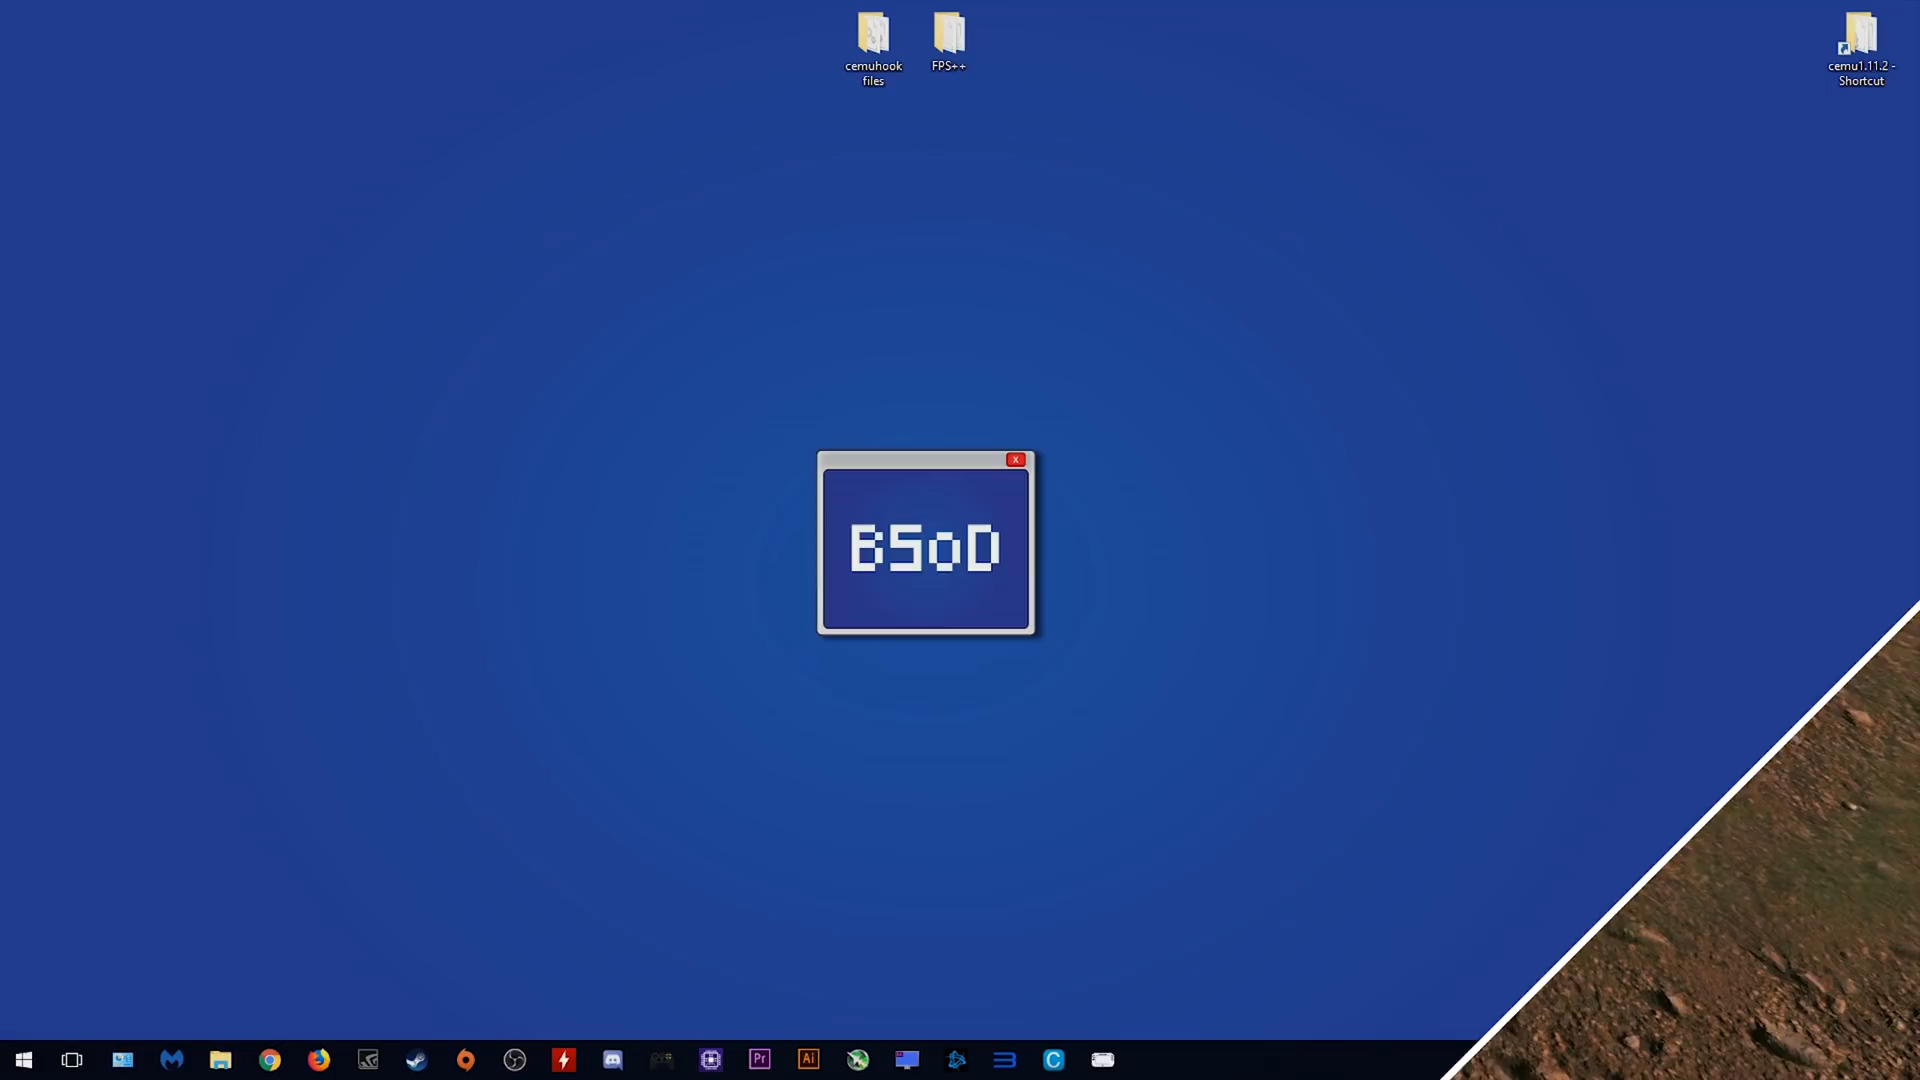 cemuhook
files
FPS++
cemu1.11.2 -
Shortcut
x
BSoD
Pr
Ai
C